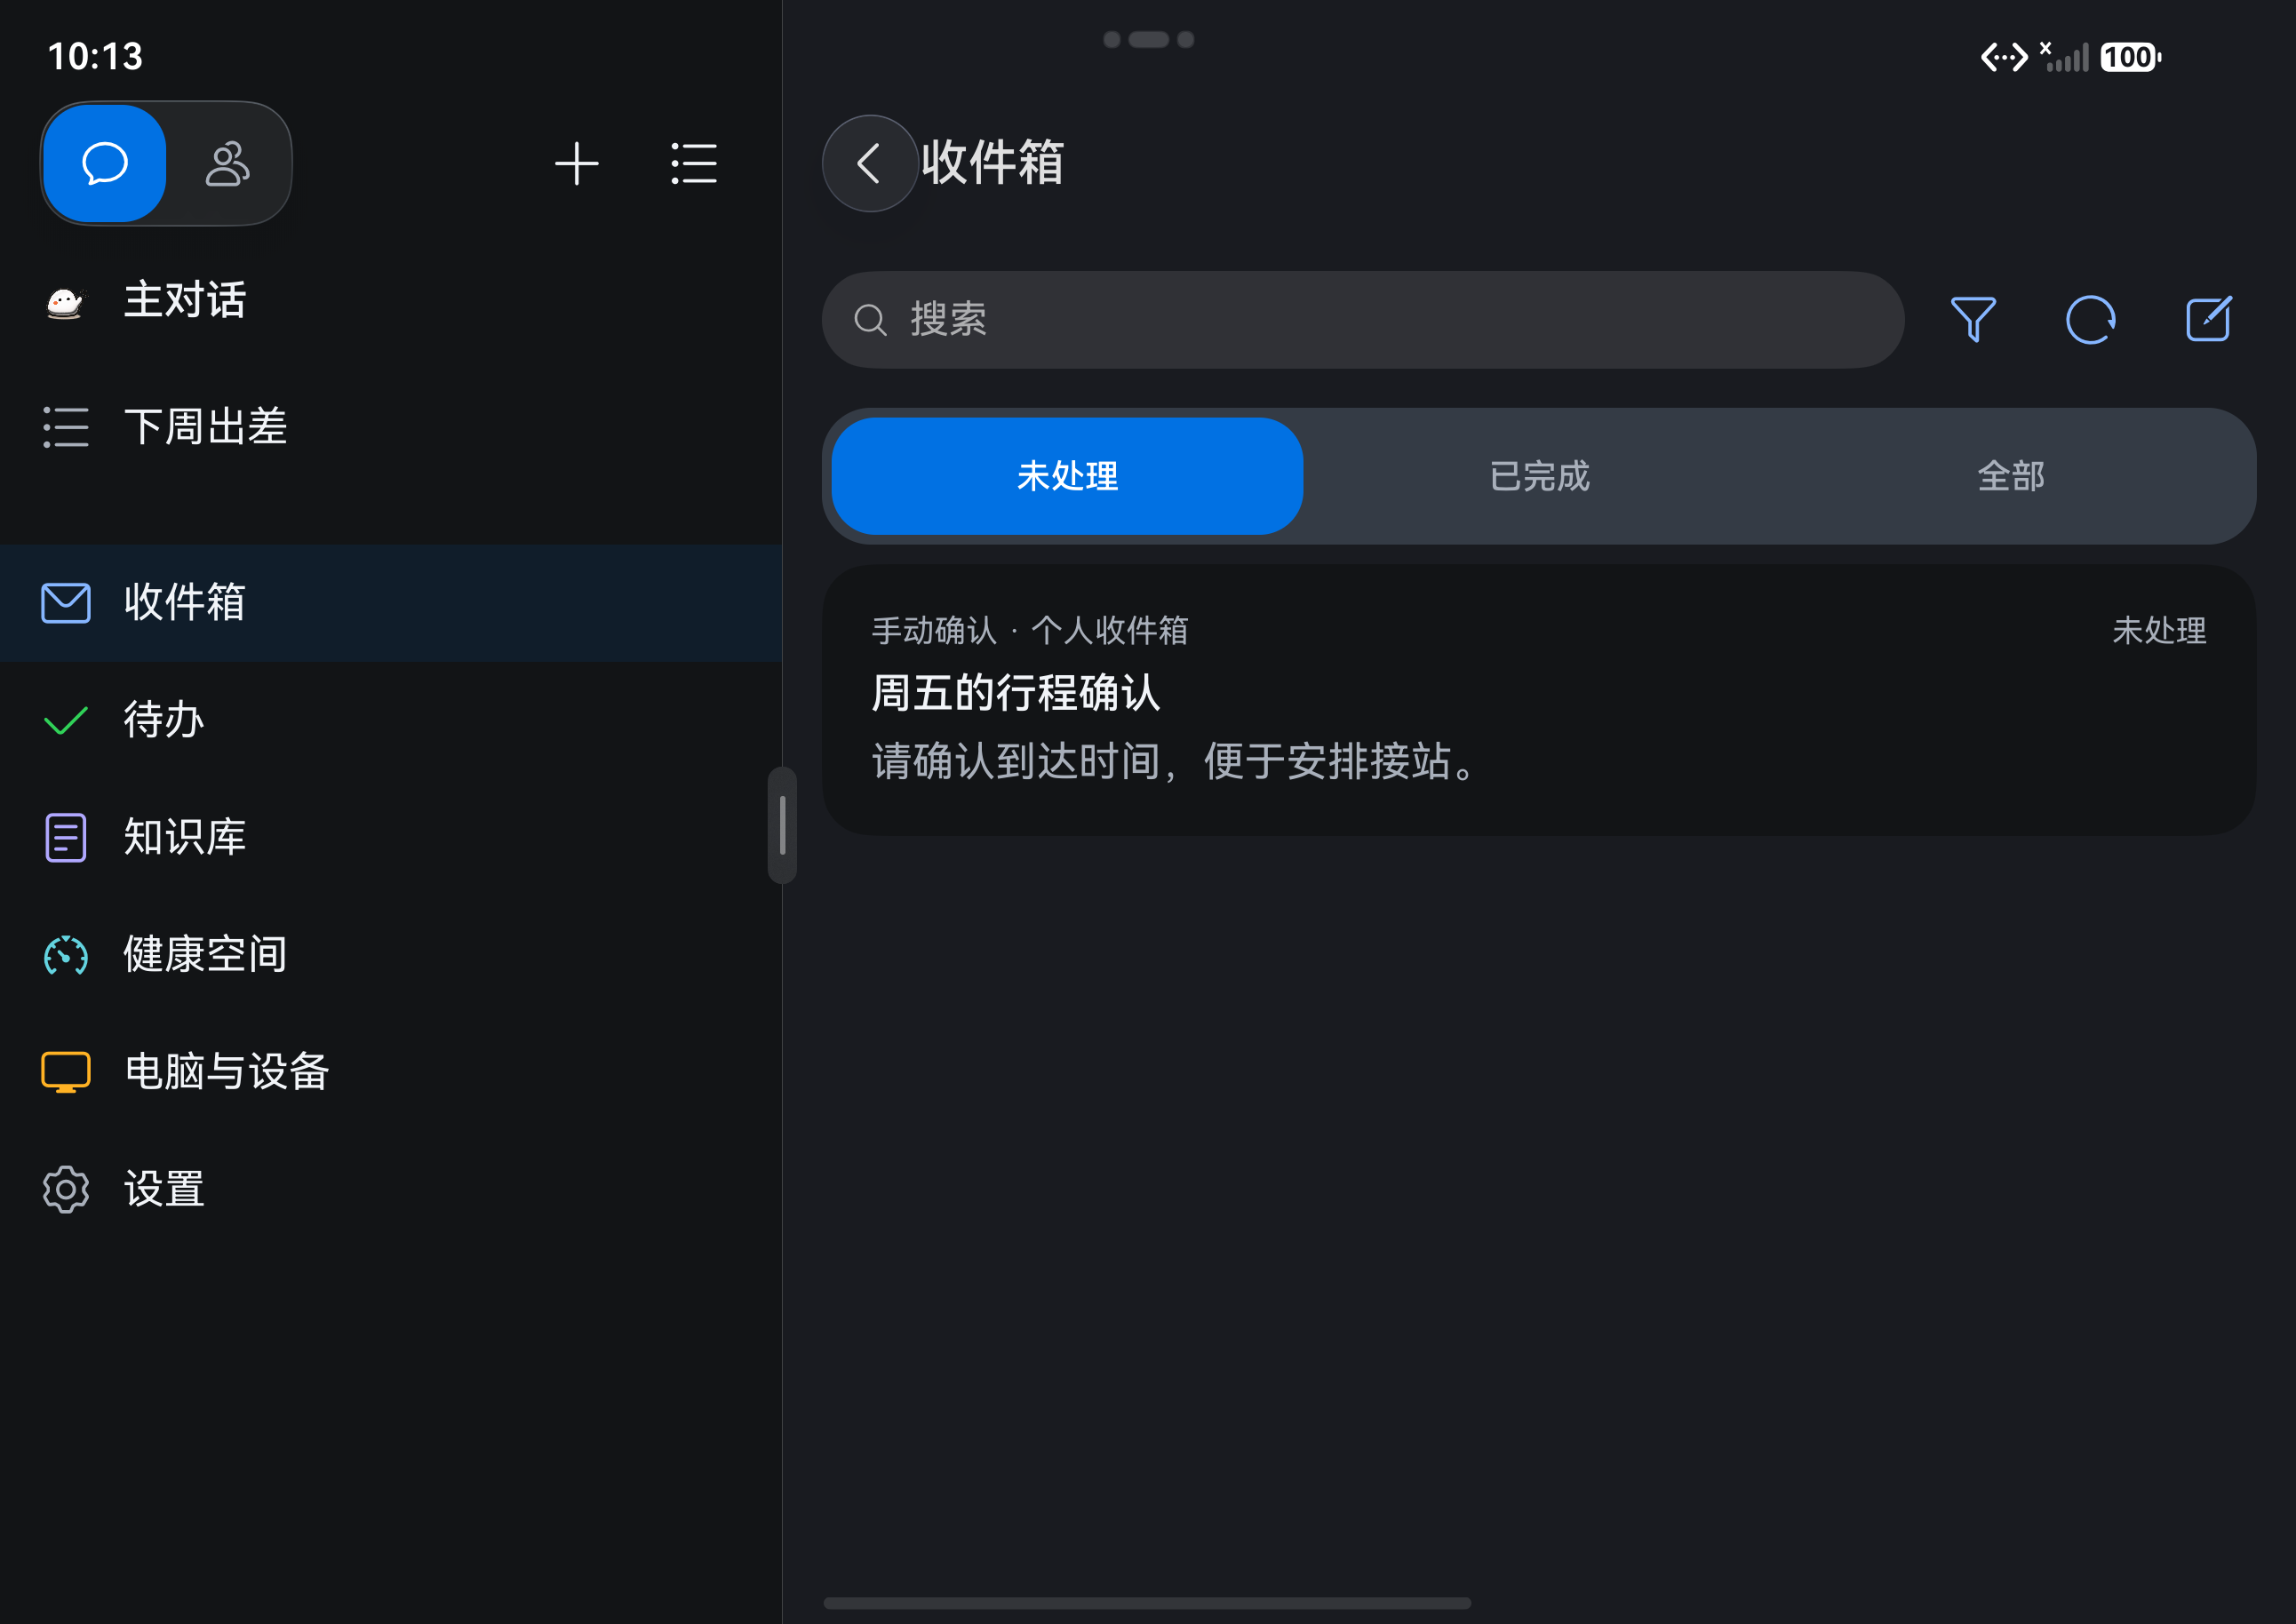 10:13
100
主对话
下周出差
收件箱
待办
知识库
健康空间
电脑与设备
设置
收件箱
搜索
未处理 已完成 全部
手动确认 · 个人收件箱 未处理
周五的行程确认
请确认到达时间，便于安排接站。